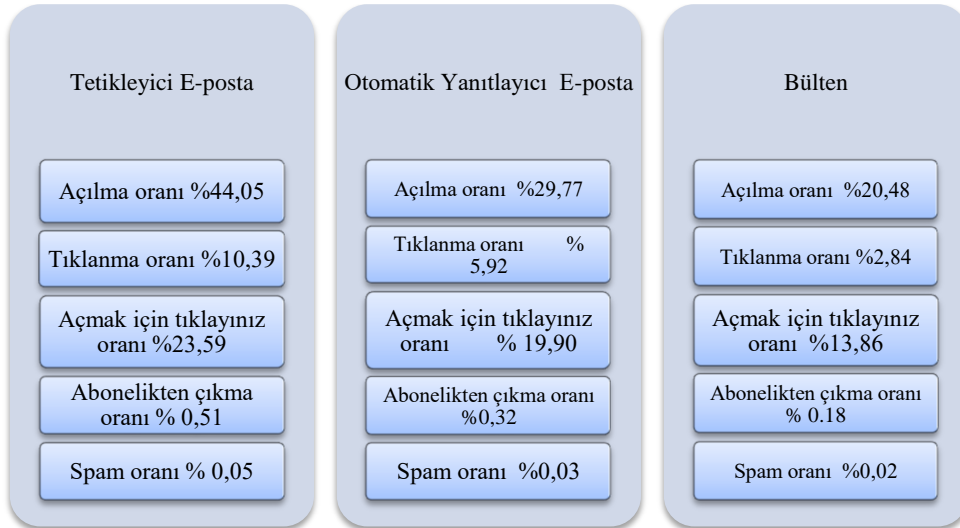 Tetikleyici E-posta
Açılma oranı %44,05
Tıklanma oranı %10,39
Açmak için tıklayınız
oranı %23,59
Abonelikten çıkma
oranı % 0,51
Spam oranı % 0,05
Otomatik Yanıtlayıcı E-posta
Açılma oranı %29,77
Tıklanma oranı %
5,92
Açmak için tıklayınız
oranı % 19,90
Abonelikten çıkma oranı
%0,32
Spam oranı %0,03
Bülten
Açılma oranı %20,48
Tıklanma oranı %2,84
Açmak için tıklayınız
oranı %13,86
Abonelikten çıkma oranı
% 0.18
Spam oranı %0,02